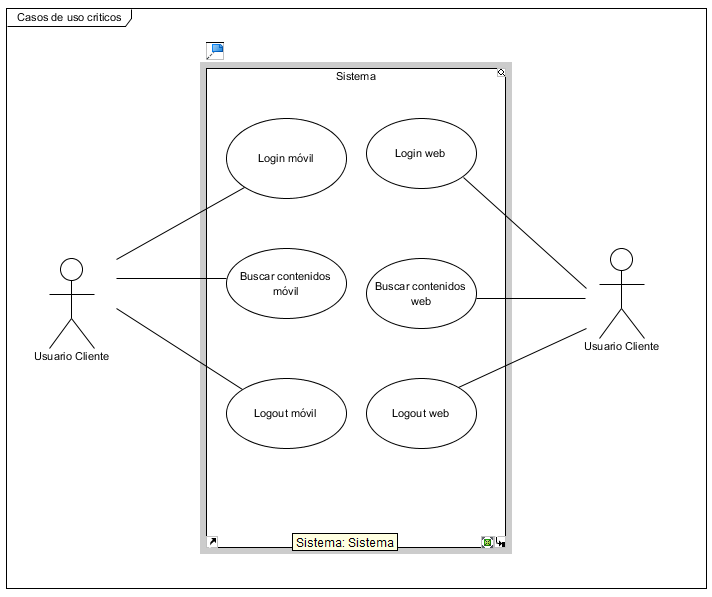 Casos de uso criticos
Sistema
Login móvil
Login web
Buscar contenidos
móvil
Buscar contenidos
web
Usuario Cliente
Usuario Cliente
Logout móvil
Logout web
Sistema: Sistema